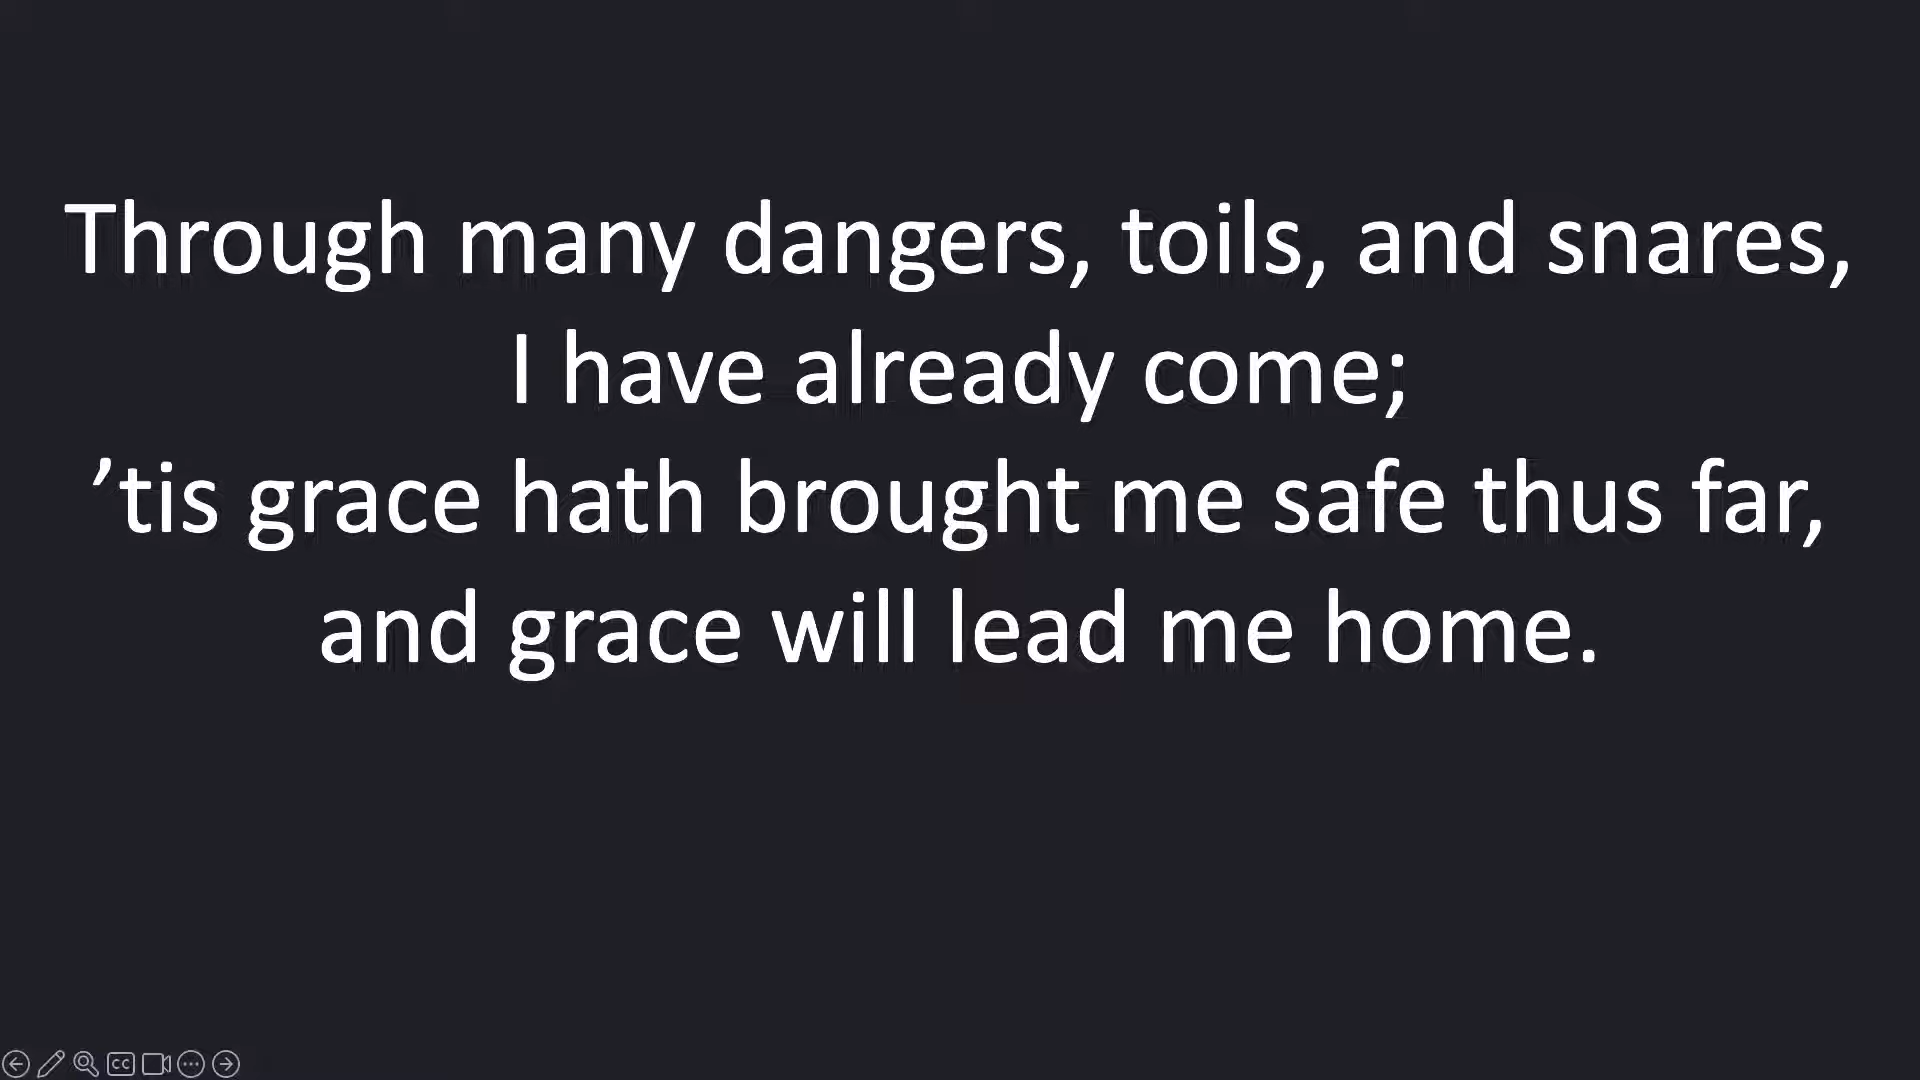 Through many dangers, toils, and snares,
I have already come;
’tis grace hath brought me safe thus far,
and grace will lead me home.
CC